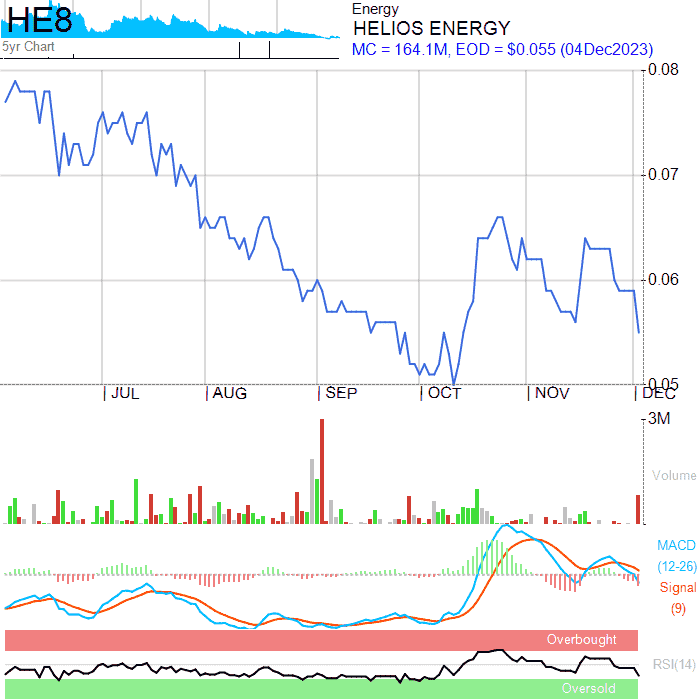 HE8
5yr Chart
Energy
HELIOS ENERGY
MC = 164.1M, EOD = $0.055 (04Dec2023)
0.08
0.07
0.06
0.05
JUL AUG SEP OCT NOV DEC
3M
Volume
MACD
(12-26)
Signal
(9)
Overbought
RSI(14)
Oversold